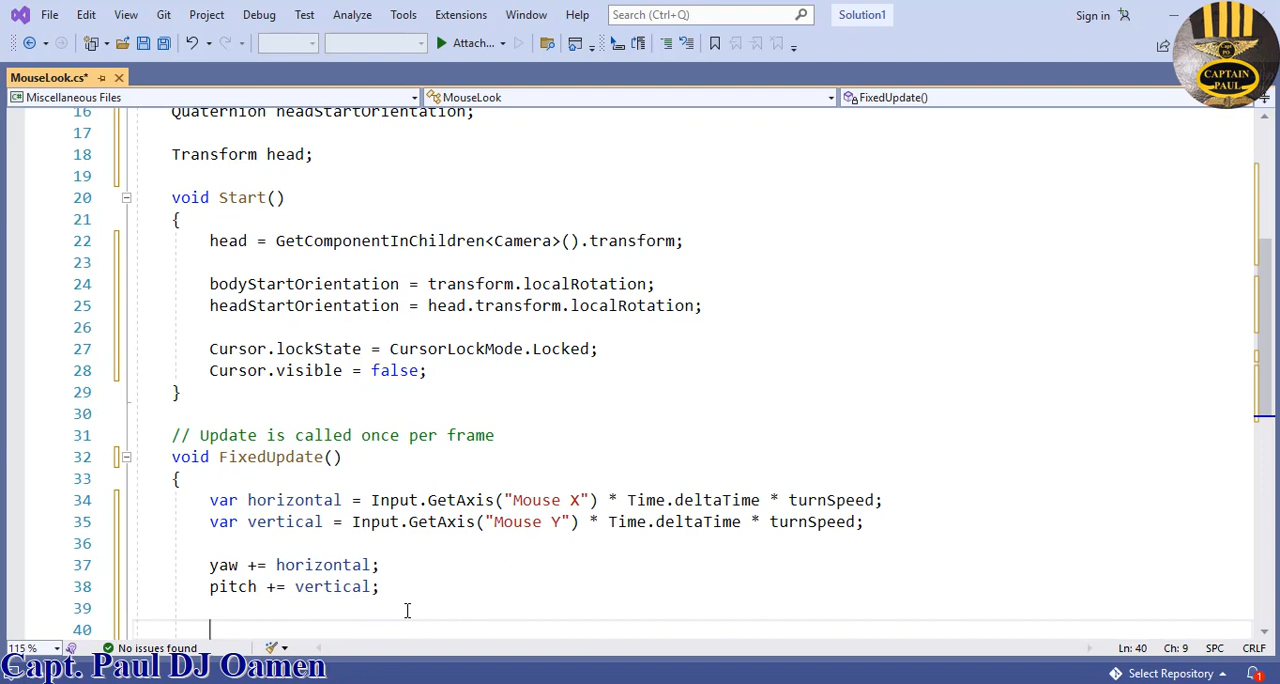 File Edit View Git Project Debug Test Analyze Tools Extensions Window Help Search (Ctrl+Q) Solution1 Sign in
Attach...
CAPTAIN
PAUL
MouseLook.cs*
Miscellaneous Files MouseLook FixedUpdate()
16 Quaternion headStartOrientation;
17
18 Transform head;
19
20 void Start()
21 {
22 head = GetComponentInChildren<Camera>().transform;
23
24 bodyStartOrientation = transform.localRotation;
25 headStartOrientation = head.transform.localRotation;
26
27 Cursor.lockState = CursorLockMode.Locked;
28 Cursor.visible = false;
29 }
30
31 // Update is called once per frame
32 void FixedUpdate()
33 {
34 var horizontal = Input.GetAxis("Mouse X") * Time.deltaTime * turnSpeed;
35 var vertical = Input.GetAxis("Mouse Y") * Time.deltaTime * turnSpeed;
36
37 yaw += horizontal;
38 pitch += vertical;
39
40
115 % No issues found Ln: 40 Ch: 9 SPC CRLF
Capt. Paul DJ Oamen Select Repository 1